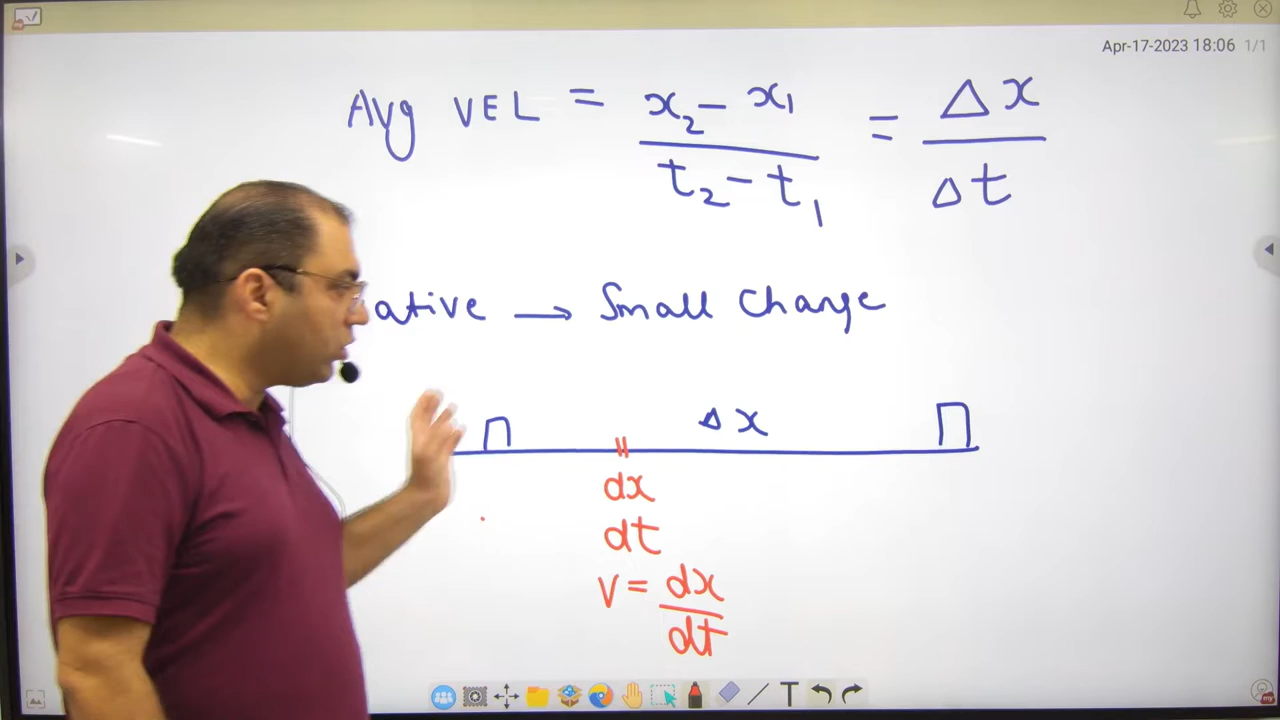 Apr-17-2023 18:06 1/1
Avg VEL = x₂ - x₁ / t₂ - t₁ = Δx / Δt
ative → Small Change
Δx
dx
dt
V = dx / dt